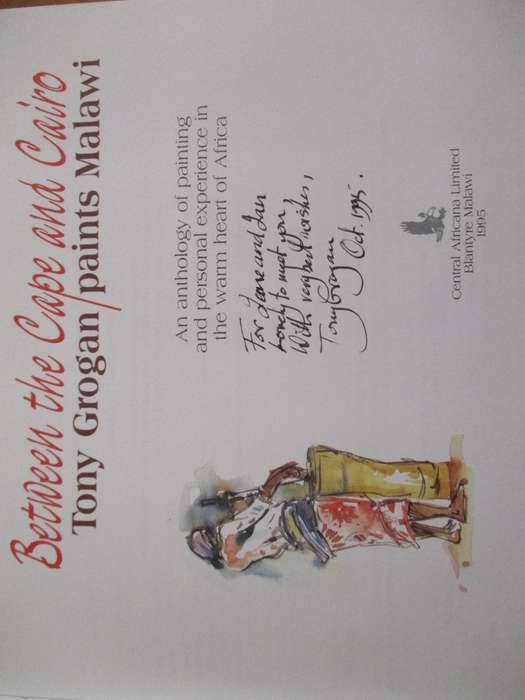 Between the Cape and Cairo
Tony Grogan paints Malawi
An anthology of painting
and personal experience in
the warm heart of Africa
For Jane and Ian
Lovely to meet you
With very best wishes,
Tony Grogan
Oct. 1995.
Central Africana Limited
Blantyre Malawi
1995